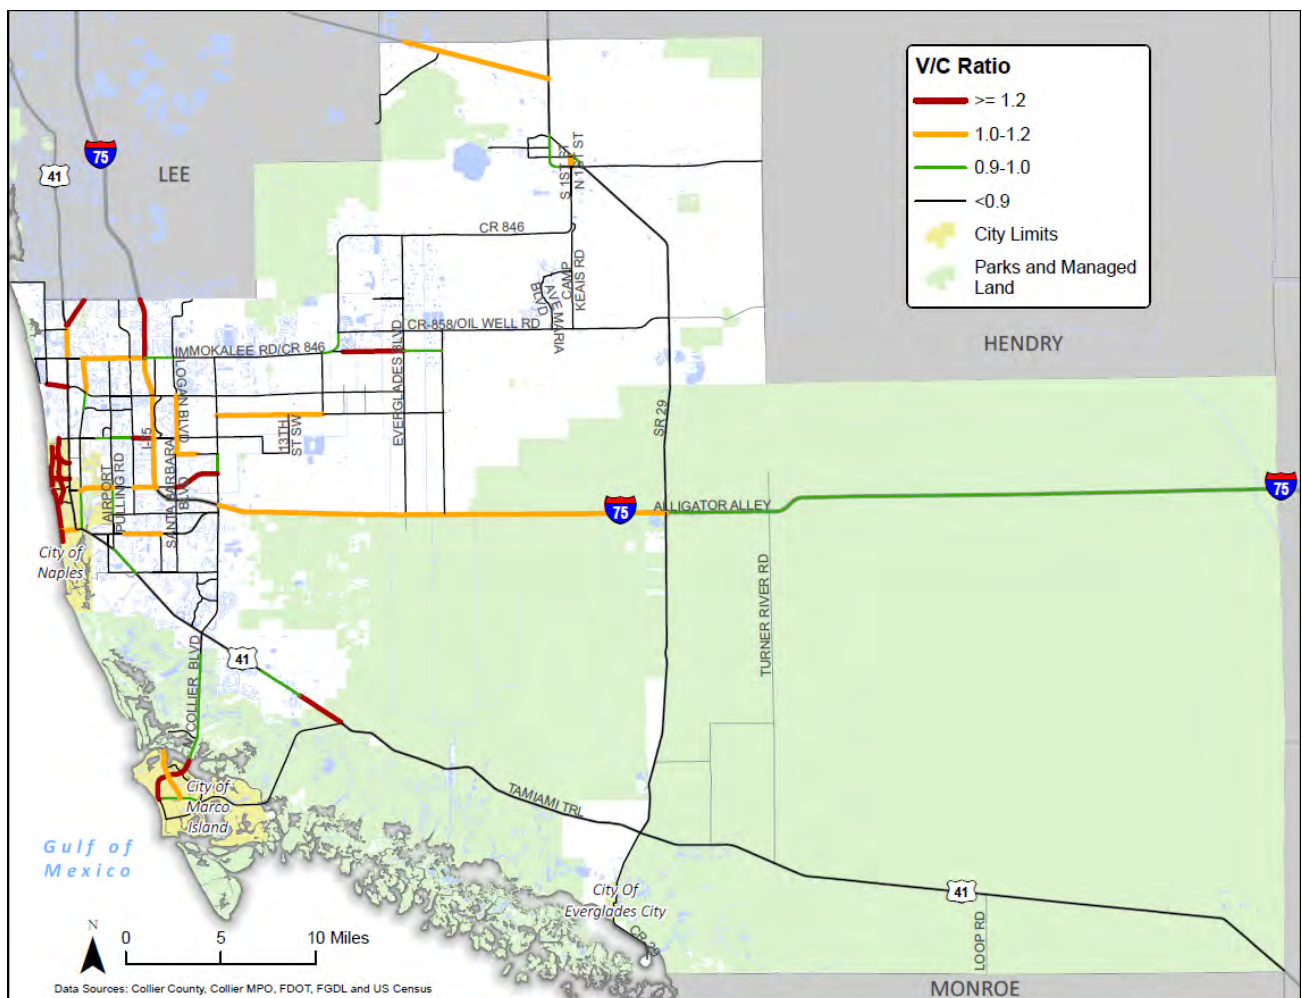 V/C Ratio
>= 1.2
1.0-1.2
0.9-1.0
<0.9
City Limits
Parks and Managed
Land
75
41
LEE
S 1ST ST
N 1ST ST
CR 846
CAMP
KEAIS RD
AVE MARIA
BLVD
CR-858/OIL WELL RD
HENDRY
IMMOKALEE RD/CR 846
LOGAN BLVD
EVERGLADES BLVD
I-75
13TH
ST SW
SR 29
AIRPORT
PULLING RD
SANTA BARBARA
BLVD
75
ALLIGATOR ALLEY
75
City of
Naples
TURNER RIVER RD
COLLIER BLVD
41
City of
Marco
Island
TAMIAMI TRL
Gulf of
Mexico
City Of
Everglades City
41
CR 29
LOOP RD
N
0 5 10 Miles
Data Sources: Collier County, Collier MPO, FDOT, FGDL and US Census
MONROE